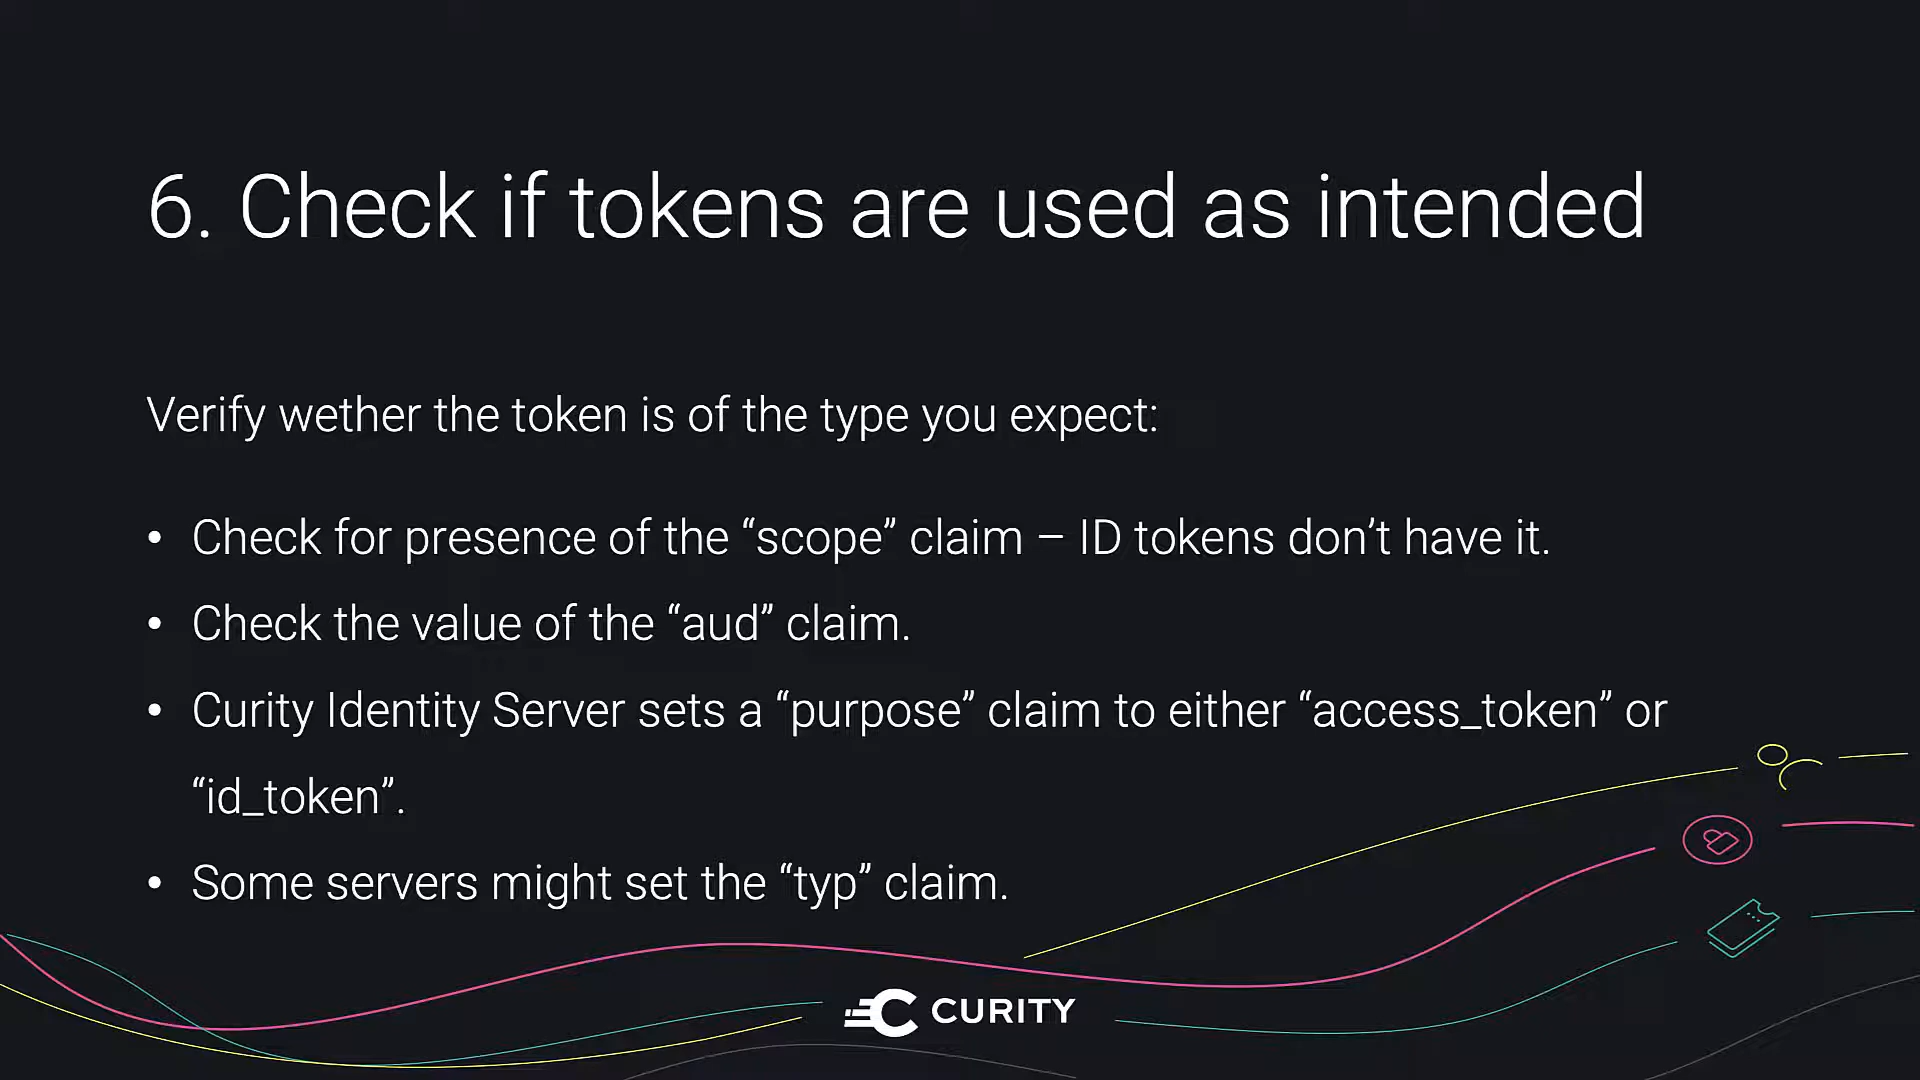 6. Check if tokens are used as intended
Verify wether the token is of the type you expect:
• Check for presence of the “scope” claim – ID tokens don’t have it.
• Check the value of the “aud” claim.
• Curity Identity Server sets a “purpose” claim to either “access_token” or
“id_token”.
• Some servers might set the “typ” claim.
CURITY